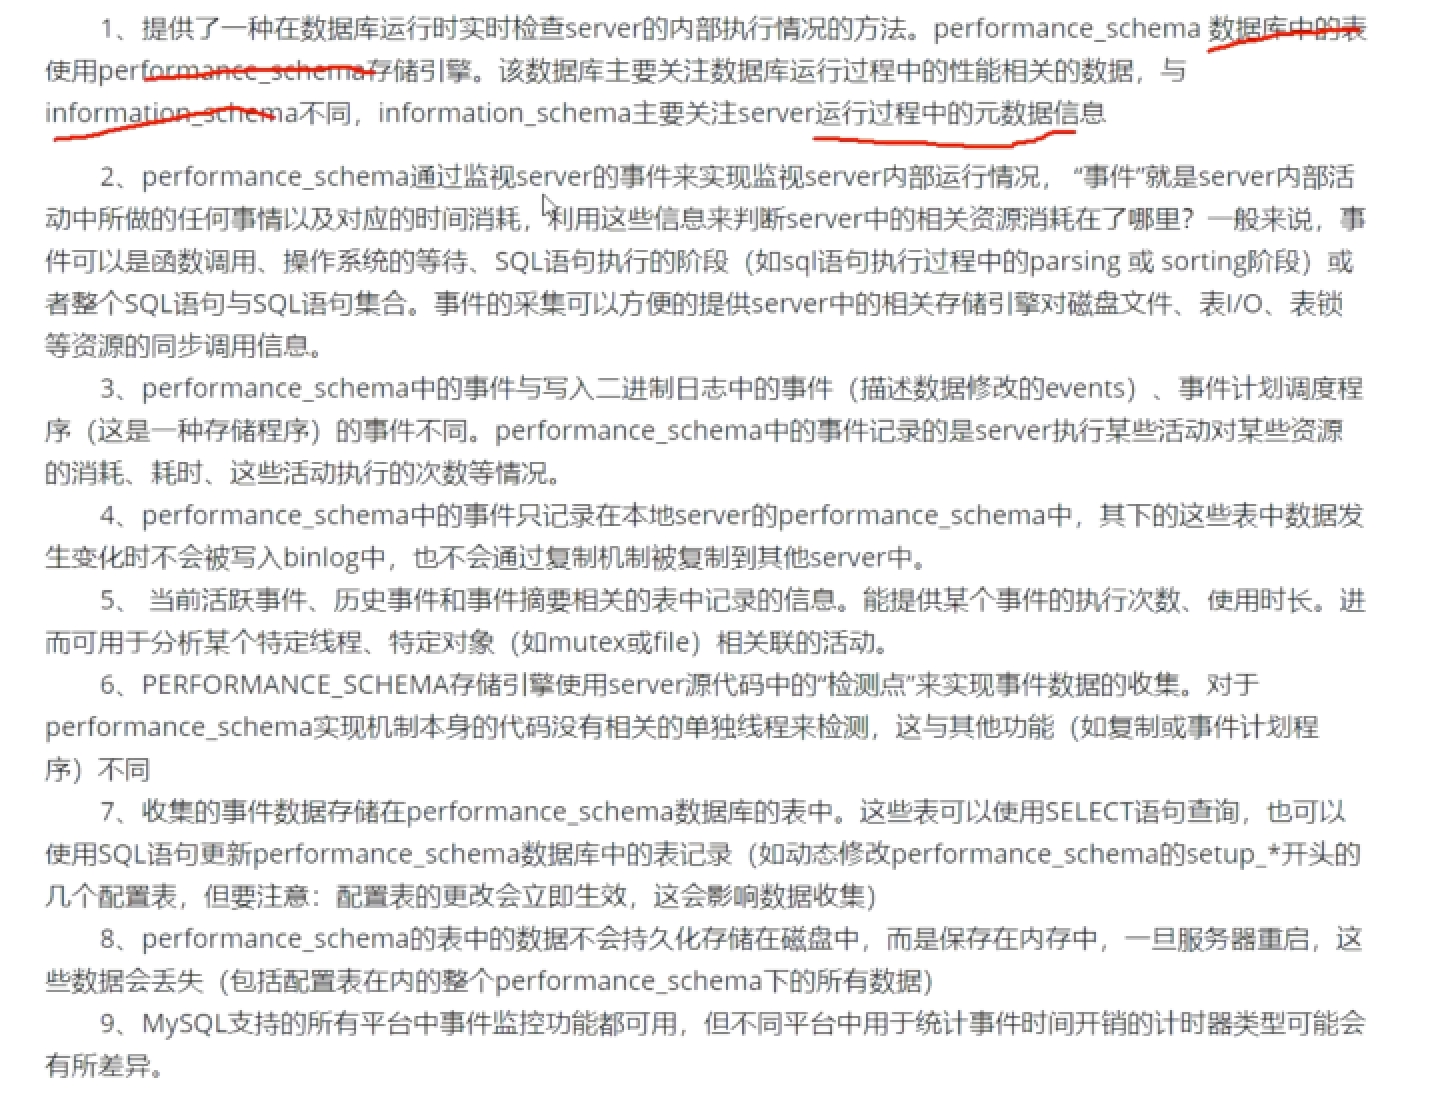 1、提供了一种在数据库运行时实时检查server的内部执行情况的方法。performance_schema 数据库中的表
使用performance_schema存储引擎。该数据库主要关注数据库运行过程中的性能相关的数据，与
information_schema不同，information_schema主要关注server运行过程中的元数据信息
2、performance_schema通过监视server的事件来实现监视server内部运行情况， “事件”就是server内部活
动中所做的任何事情以及对应的时间消耗，利用这些信息来判断server中的相关资源消耗在了哪里？一般来说，事
件可以是函数调用、操作系统的等待、SQL语句执行的阶段（如sql语句执行过程中的parsing 或 sorting阶段）或
者整个SQL语句与SQL语句集合。事件的采集可以方便的提供server中的相关存储引擎对磁盘文件、表I/O、表锁
等资源的同步调用信息。
3、performance_schema中的事件与写入二进制日志中的事件（描述数据修改的events）、事件计划调度程
序（这是一种存储程序）的事件不同。performance_schema中的事件记录的是server执行某些活动对某些资源
的消耗、耗时、这些活动执行的次数等情况。
4、performance_schema中的事件只记录在本地server的performance_schema中，其下的这些表中数据发
生变化时不会被写入binlog中，也不会通过复制机制被复制到其他server中。
5、 当前活跃事件、历史事件和事件摘要相关的表中记录的信息。能提供某个事件的执行次数、使用时长。进
而可用于分析某个特定线程、特定对象（如mutex或file）相关联的活动。
6、PERFORMANCE_SCHEMA存储引擎使用server源代码中的“检测点”来实现事件数据的收集。对于
performance_schema实现机制本身的代码没有相关的单独线程来检测，这与其他功能（如复制或事件计划程
序）不同
7、收集的事件数据存储在performance_schema数据库的表中。这些表可以使用SELECT语句查询，也可以
使用SQL语句更新performance_schema数据库中的表记录（如动态修改performance_schema的setup_*开头的
几个配置表，但要注意：配置表的更改会立即生效，这会影响数据收集）
8、performance_schema的表中的数据不会持久化存储在磁盘中，而是保存在内存中，一旦服务器重启，这
些数据会丢失（包括配置表在内的整个performance_schema下的所有数据）
9、MySQL支持的所有平台中事件监控功能都可用，但不同平台中用于统计事件时间开销的计时器类型可能会
有所差异。